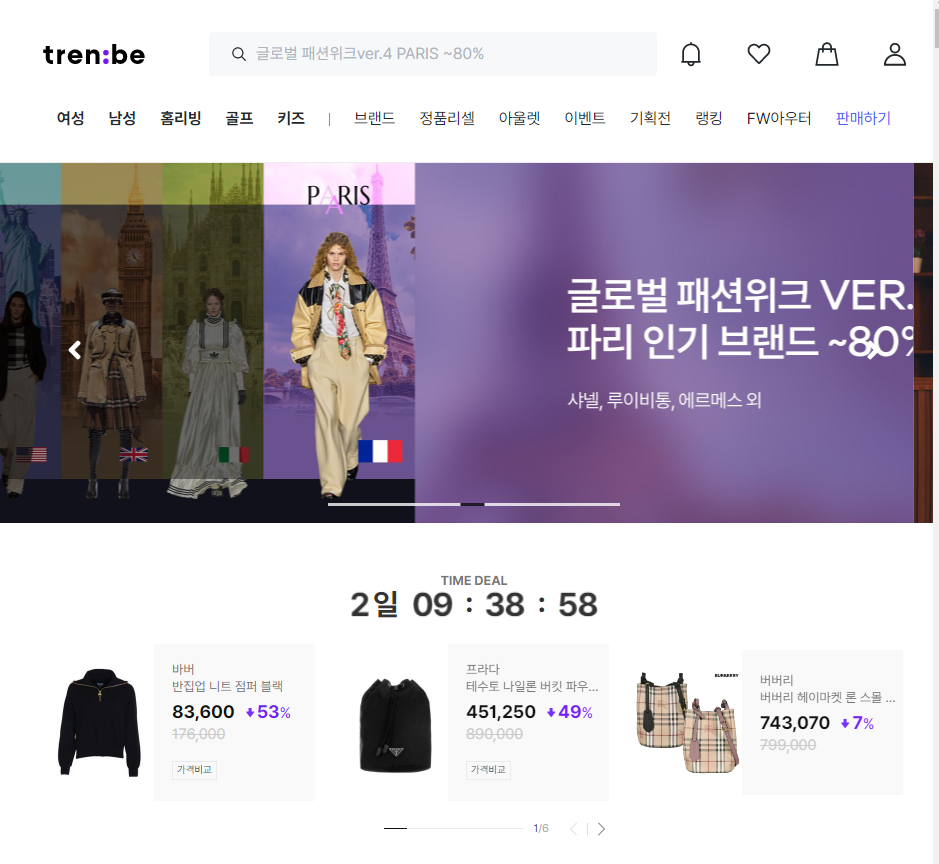 tren:be
글로벌 패션위크ver.4 PARIS ~80%
여성 남성 홈리빙 골프 키즈 | 브랜드 정품리셀 아울렛 이벤트 기획전 랭킹 FW아우터 판매하기
PARIS
글로벌 패션위크 VER.
파리 인기 브랜드 ~80%
샤넬, 루이비통, 에르메스 외
TIME DEAL
2일 09 : 38 : 58
바버
반집업 니트 점퍼 블랙
83,600 53%
176,000
가격비교
프라다
테수토 나일론 버킷 파우...
451,250 49%
890,000
가격비교
BURBERRY
버버리
버버리 헤이마켓 론 스몰 ...
743,070 7%
799,000
1/6